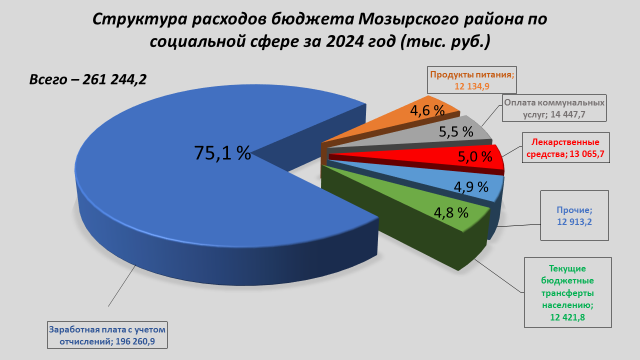 Структура расходов бюджета Мозырского района по
социальной сфере за 2024 год (тыс. руб.)
Всего – 261 244,2
75,1 %
4,6 %
5,5 %
5,0 %
4,9 %
4,8 %
Продукты питания;
12 134,9
Оплата коммунальных
услуг; 14 447,7
Лекарственные
средства; 13 065,7
Прочие;
12 913,2
Текущие
бюджетные
трансферты
населению;
12 421,8
Заработная плата с учетом
отчислений; 196 260,9